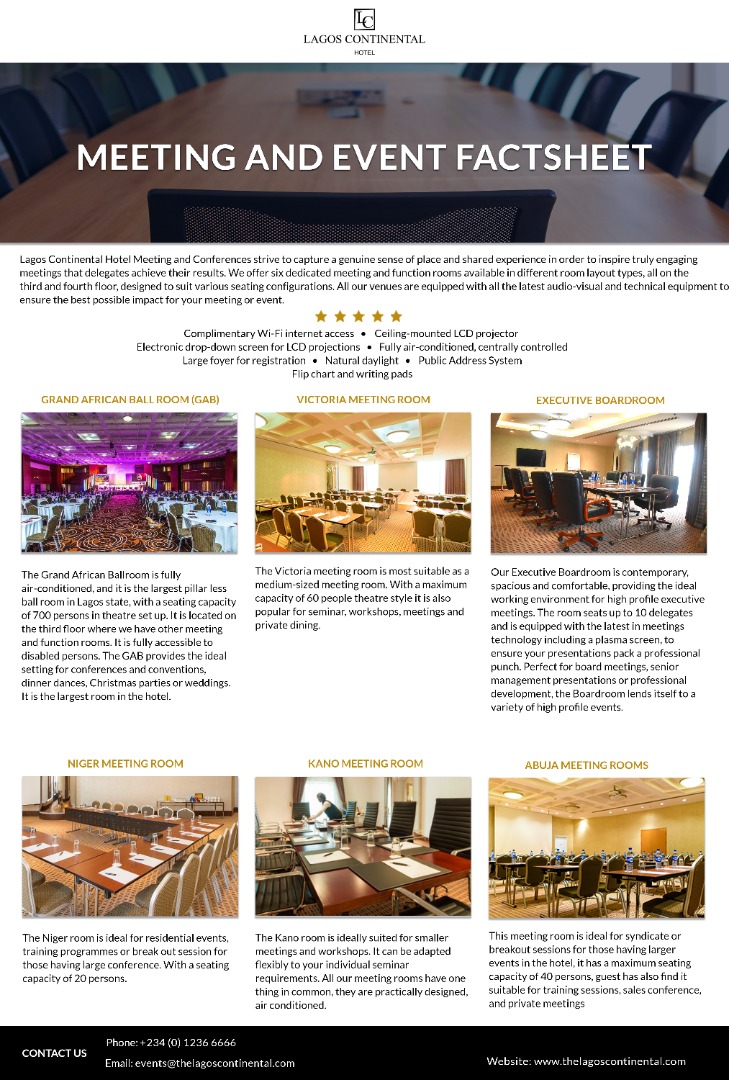 LC
LAGOS CONTINENTAL
HOTEL
MEETING AND EVENT FACTSHEET
Lagos Continental Hotel Meeting and Conferences strive to capture a genuine sense of place and shared experience in order to inspire truly engaging
meetings that delegates achieve their results. We offer six dedicated meeting and function rooms available in different room layout types, all on the
third and fourth floor, designed to suit various seating configurations. All our venues are equipped with all the latest audio-visual and technical equipment to
ensure the best possible impact for your meeting or event.
Complimentary Wi-Fi internet access • Ceiling-mounted LCD projector
Electronic drop-down screen for LCD projections • Fully air-conditioned, centrally controlled
Large foyer for registration • Natural daylight • Public Address System
Flip chart and writing pads
GRAND AFRICAN BALL ROOM (GAB)
The Grand African Ballroom is fully
air-conditioned, and it is the largest pillar less
ball room in Lagos state, with a seating capacity
of 700 persons in theatre set up. It is located on
the third floor where we have other meeting
and function rooms. It is fully accessible to
disabled persons. The GAB provides the ideal
setting for conferences and conventions,
dinner dances, Christmas parties or weddings.
It is the largest room in the hotel.
VICTORIA MEETING ROOM
The Victoria meeting room is most suitable as a
medium-sized meeting room. With a maximum
capacity of 60 people theatre style it is also
popular for seminar, workshops, meetings and
private dining.
EXECUTIVE BOARDROOM
Our Executive Boardroom is contemporary,
spacious and comfortable, providing the ideal
working environment for high profile executive
meetings. The room seats up to 10 delegates
and is equipped with the latest in meetings
technology including a plasma screen, to
ensure your presentations pack a professional
punch. Perfect for board meetings, senior
management presentations or professional
development, the Boardroom lends itself to a
variety of high profile events.
NIGER MEETING ROOM
The Niger room is ideal for residential events,
training programmes or break out session for
those having large conference. With a seating
capacity of 20 persons.
KANO MEETING ROOM
The Kano room is ideally suited for smaller
meetings and workshops. It can be adapted
flexibly to your individual seminar
requirements. All our meeting rooms have one
thing in common, they are practically designed,
air conditioned.
ABUJA MEETING ROOMS
This meeting room is ideal for syndicate or
breakout sessions for those having larger
events in the hotel, it has a maximum seating
capacity of 40 persons, guest has also find it
suitable for training sessions, sales conference,
and private meetings
CONTACT US
Phone: +234 (0) 1236 6666
Email: events@thelagoscontinental.com
Website: www.thelagoscontinental.com